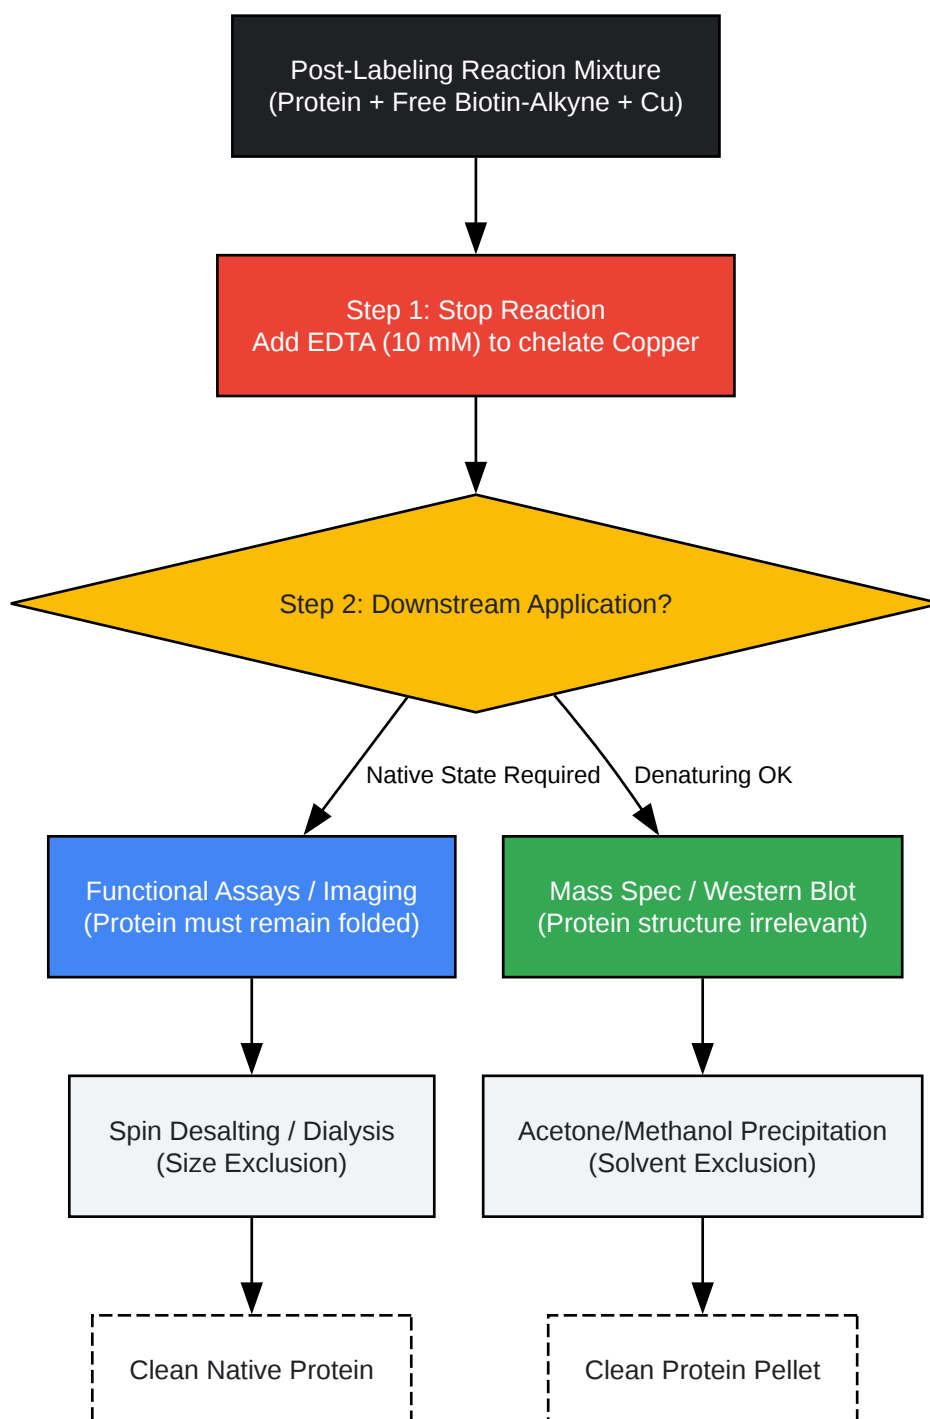 Post-Labeling Reaction Mixture
(Protein + Free Biotin-Alkyne + Cu)
Step 1: Stop Reaction
Add EDTA (10 mM) to chelate Copper
Step 2: Downstream Application?
Native State Required
Denaturing OK
Functional Assays / Imaging
(Protein must remain folded)
Mass Spec / Western Blot
(Protein structure irrelevant)
Spin Desalting / Dialysis
(Size Exclusion)
Acetone/Methanol Precipitation
(Solvent Exclusion)
Clean Native Protein
Clean Protein Pellet